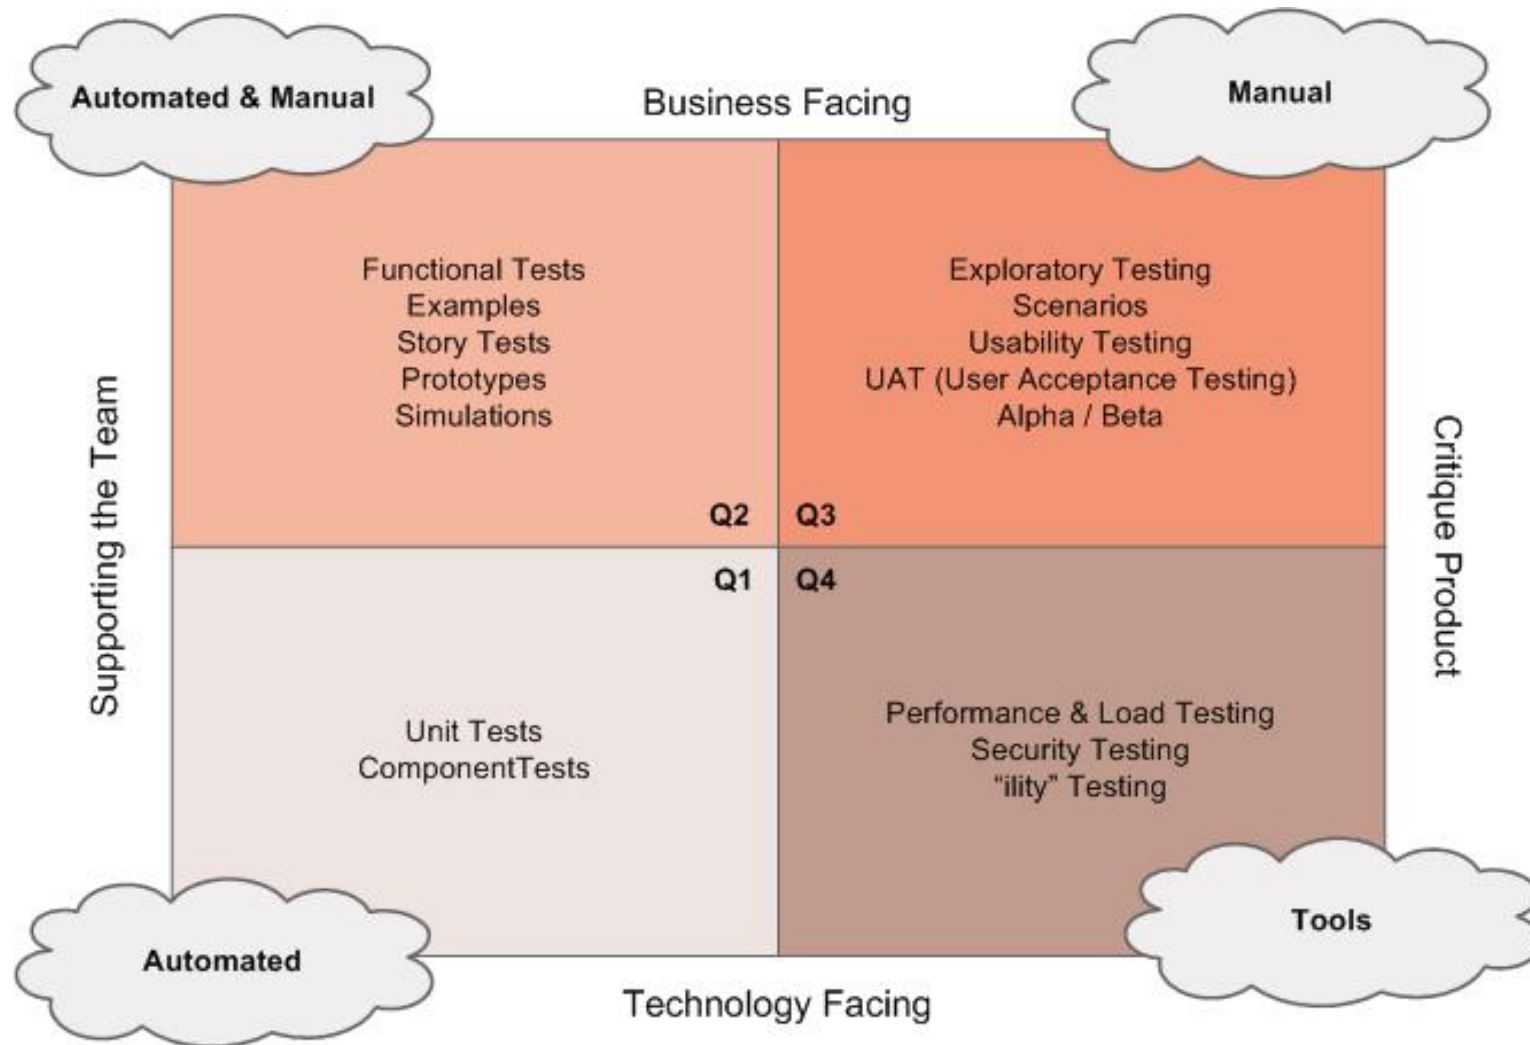 Automated & Manual
Business Facing
Manual
Functional Tests
Examples
Story Tests
Prototypes
Simulations
Exploratory Testing
Scenarios
Usability Testing
UAT (User Acceptance Testing)
Alpha / Beta
Supporting the Team
Critique Product
Q2
Q3
Q1
Q4
Unit Tests
ComponentTests
Performance & Load Testing
Security Testing
“ility” Testing
Automated
Tools
Technology Facing